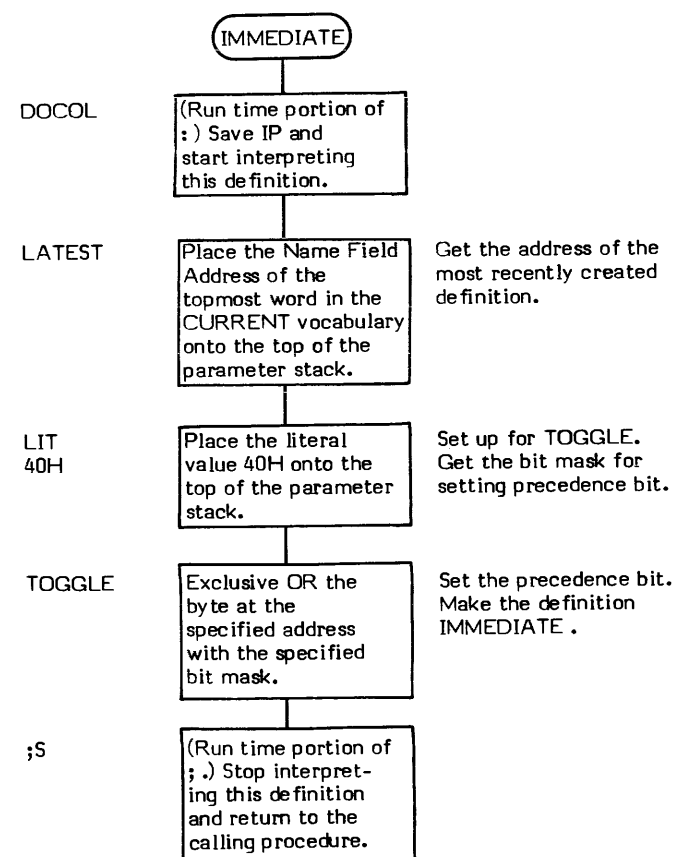 IMMEDIATE
DOCOL
(Run time portion of
: ) Save IP and
start interpreting
this definition.
LATEST
Place the Name Field
Address of the
topmost word in the
CURRENT vocabulary
onto the top of the
parameter stack.
Get the address of the
most recently created
definition.
LIT
40H
Place the literal
value 40H onto the
top of the parameter
stack.
Set up for TOGGLE.
Get the bit mask for
setting precedence bit.
TOGGLE
Exclusive OR the
byte at the
specified address
with the specified
bit mask.
Set the precedence bit.
Make the definition
IMMEDIATE .
;S
(Run time portion of
; .) Stop interpret-
ing this definition
and return to the
calling procedure.